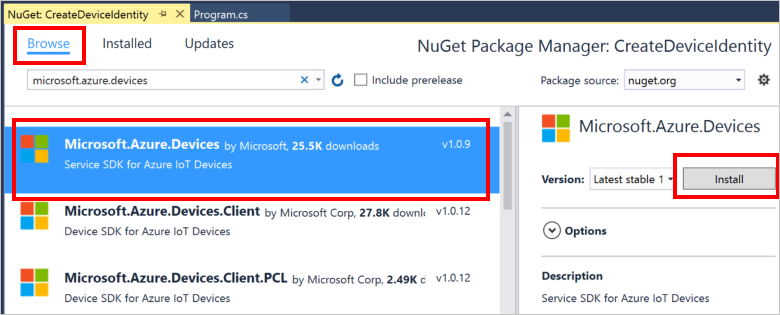 NuGet: CreateDeviceIdentity
Program.cs
Browse
Installed
Updates
NuGet Package Manager: CreateDeviceIdentity
microsoft.azure.devices
Include prerelease
Package source: nuget.org
Microsoft.Azure.Devices by Microsoft, 25.5K downloads v1.0.9
Service SDK for Azure IoT Devices
Microsoft.Azure.Devices.Client by Microsoft Corp, 27.8K downlo v1.0.12
Device SDK for Azure IoT Devices
Microsoft.Azure.Devices.Client.PCL by Microsoft Corp, 2.49K d v1.0.12
Device SDK for Azure IoT Devices
Microsoft.Azure.Devices
Version: Latest stable 1
Install
Options
Description
Service SDK for Azure IoT Devices